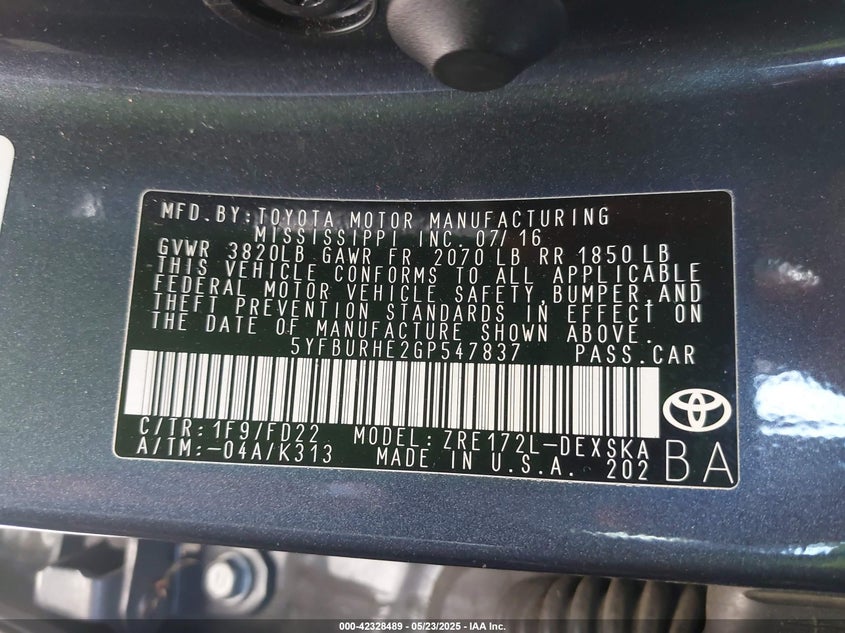 MFD.BY:TOYOTA MOTOR MANUFACTURING
MISSISSIPPI INC. 07/16
GVWR 3820LB GAWR FR 2070 LB RR 1850 LB
THIS VEHICLE CONFORMS TO ALL APPLICABLE
FEDERAL MOTOR VEHICLE SAFETY,BUMPER,AND
THEFT PREVENTION STANDARDS IN EFFECT ON
THE DATE OF MANUFACTURE SHOWN ABOVE.
5YFBURHE2GP547837 PASS.CAR
C/TR:1F9/FD22 MODEL:ZRE172L-DEXSKA
A/TM:-04A/K313 MADE IN U.S.A. 202
BA
000-42328489 - 05/23/2025 - IAA Inc.